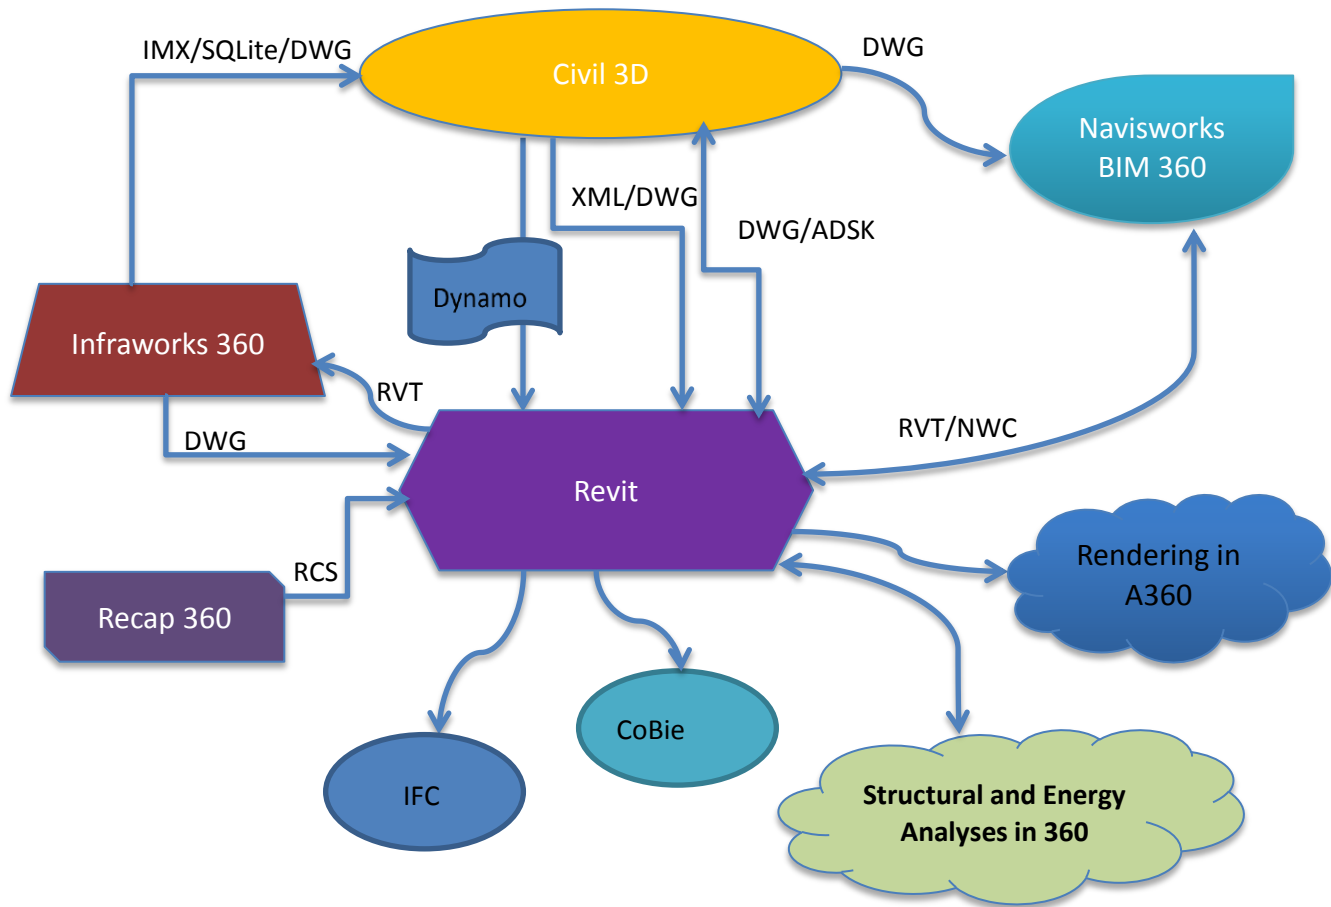 IMX/SQLite/DWG
Civil 3D
DWG
Navisworks
BIM 360
XML/DWG
DWG/ADSK
Dynamo
Infraworks 360
RVT
DWG
RVT/NWC
Revit
Rendering in
A360
RCS
Recap 360
CoBie
IFC
Structural and Energy
Analyses in 360